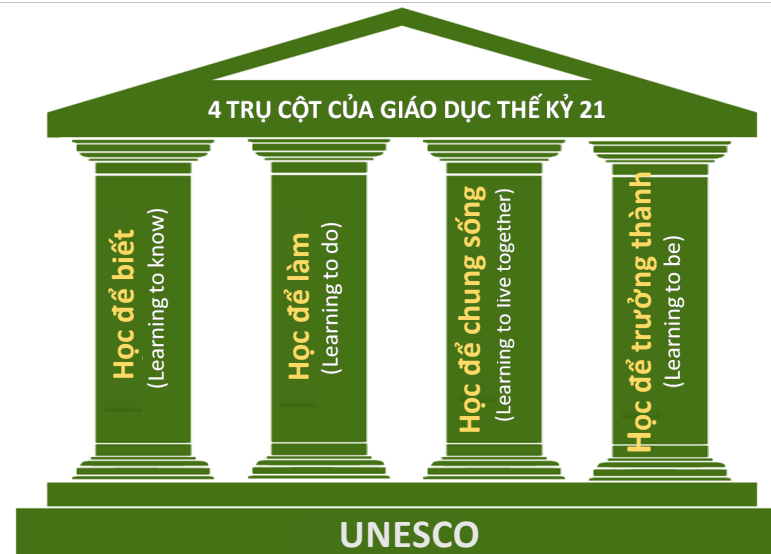 4 TRỤ CỘT CỦA GIÁO DỤC THẾ KỶ 21
Học để biết
(Learning to know)
Học để làm
(Learning to do)
Học để chung sống
(Learning to live together)
Học để trưởng thành
(Learning to be)
UNESCO